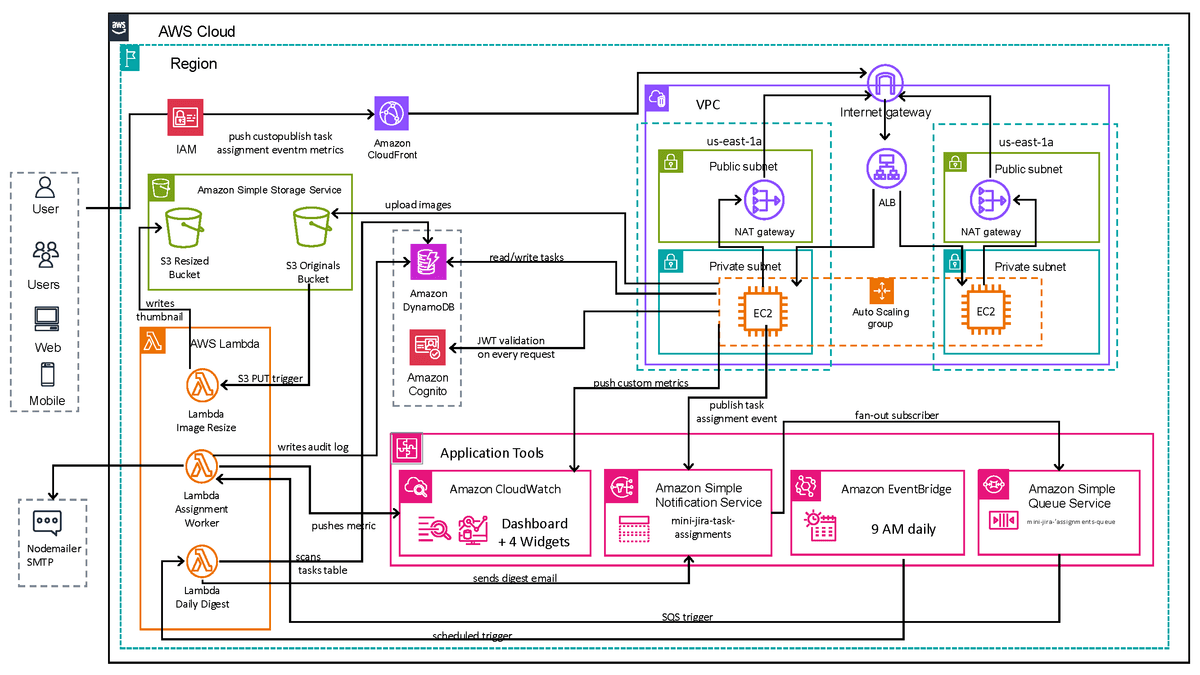 aws
AWS Cloud
Region
IAM
push custopublish task
assignment eventm metrics
Amazon
CloudFront
VPC
Internet gateway
us-east-1a
Public subnet
NAT gateway
ALB
us-east-1a
Public subnet
NAT gateway
User
Users
Web
Mobile
Amazon Simple Storage Service
S3 Resized
Bucket
S3 Originals
Bucket
upload images
read/write tasks
Amazon
DynamoDB
JWT validation
on every request
Amazon
Cognito
Private subnet
EC2
Auto Scaling
group
Private subnet
EC2
writes
thumbnail
AWS Lambda
S3 PUT trigger
Lambda
Image Resize
push custom metrics
publish task
assignment event
fan-out subscriber
writes audit log
Lambda
Assignment
Worker
pushes metric
Nodemailer
SMTP
Application Tools
Amazon CloudWatch
Dashboard
+ 4 Widgets
Amazon Simple
Notification Service
mini-jira-task-
assignments
Amazon EventBridge
9 AM daily
Amazon Simple
Queue Service
mini-jira-'assignments-queue
scans
tasks table
Lambda
Daily Digest
sends digest email
SQS trigger
scheduled trigger